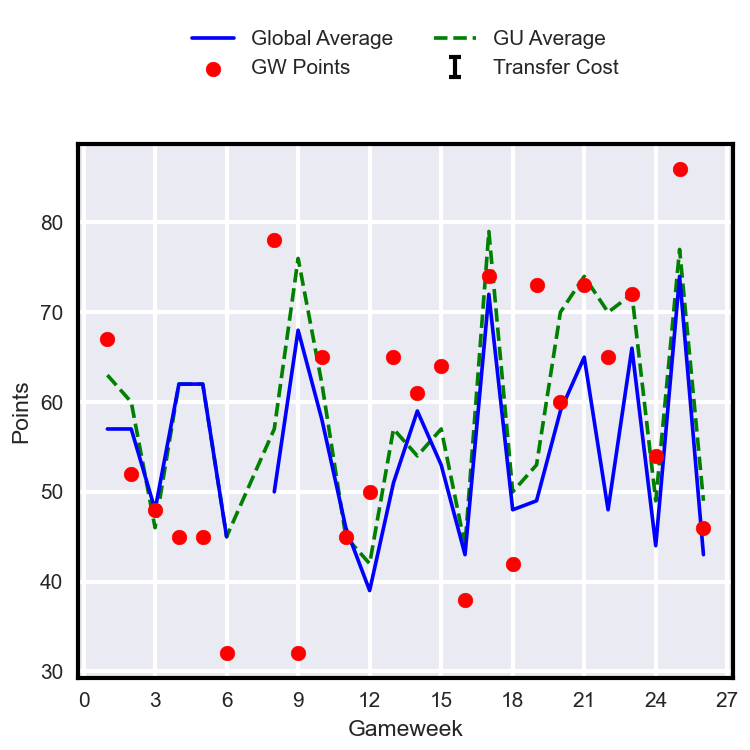 Global Average
GU Average
GW Points
Transfer Cost
80
70
60
50
40
30
Points
0 3 6 9 12 15 18 21 24 27
Gameweek